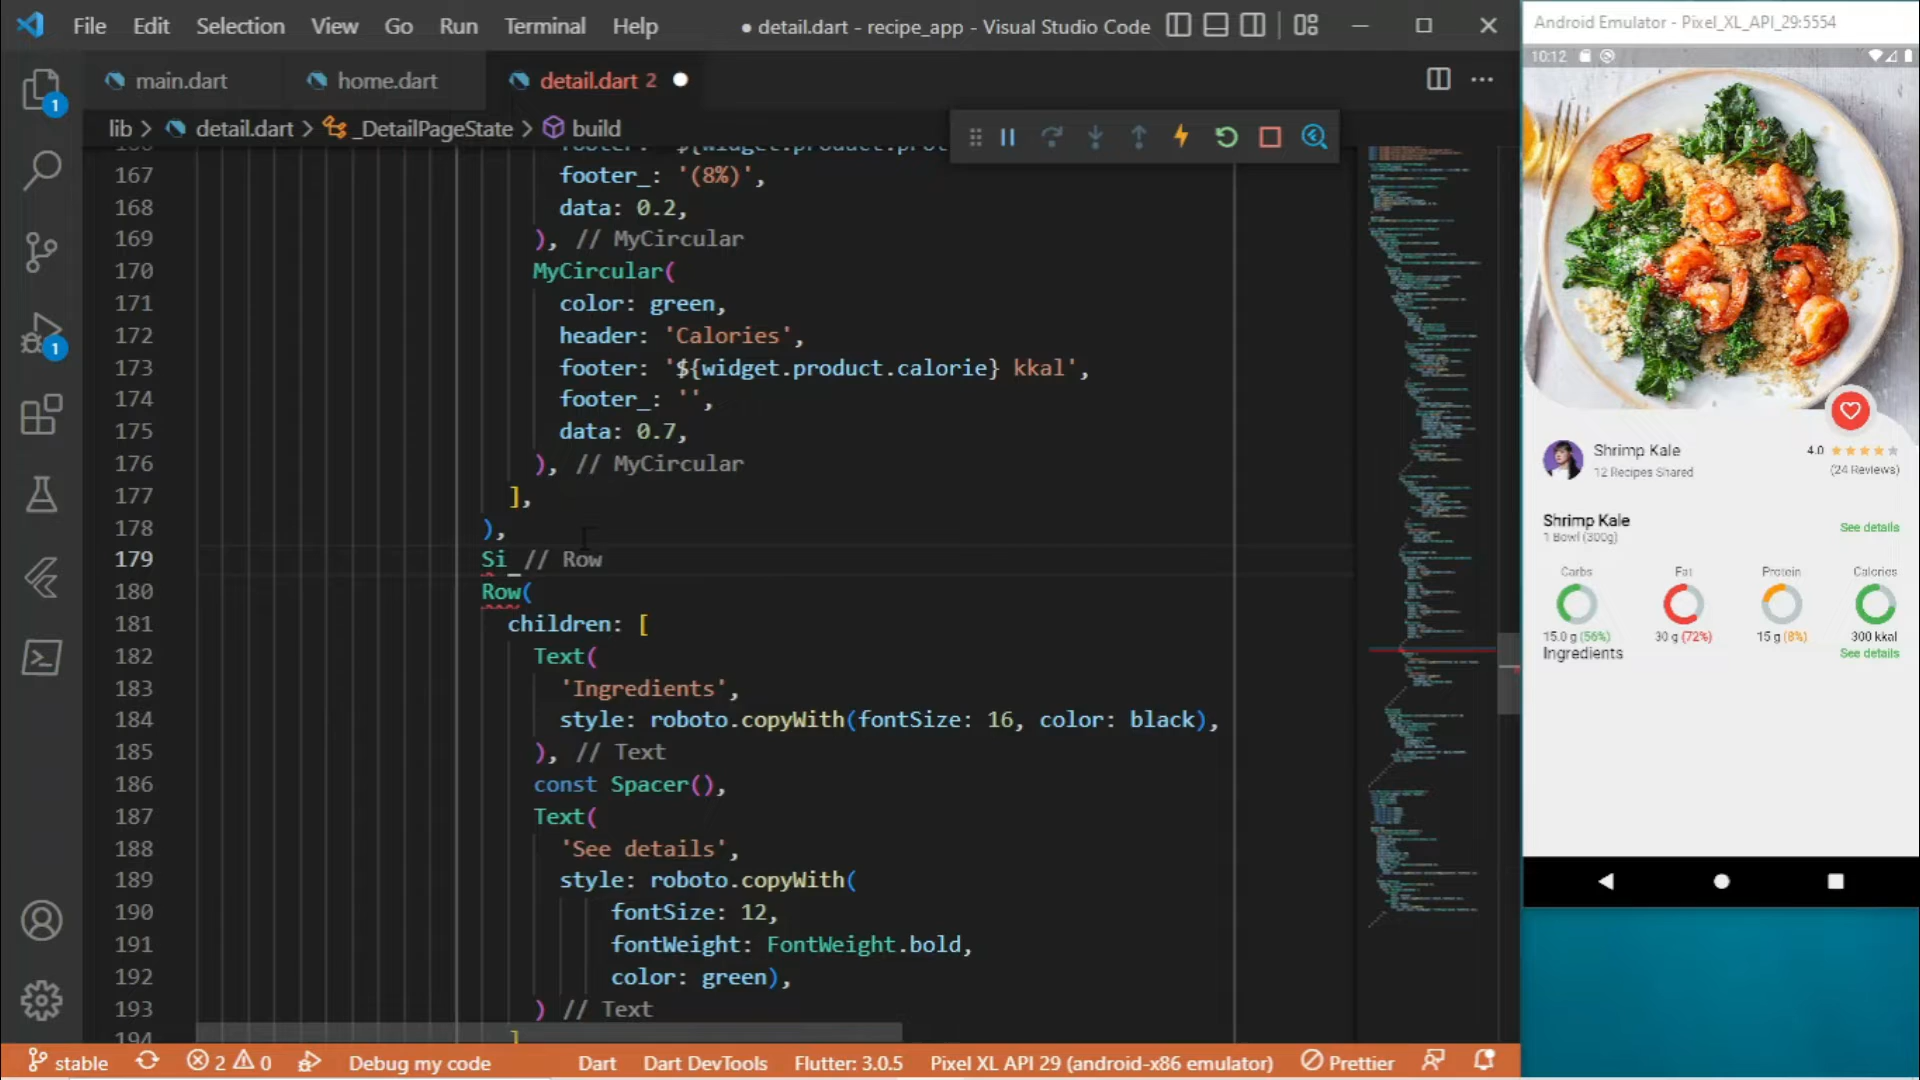 File Edit Selection View Go Run Terminal Help
● detail.dart - recipe_app - Visual Studio Code
main.dart
home.dart
detail.dart 2
lib > detail.dart > _DetailPageState > build
167 footer_: '(8%)',
168 data: 0.2,
169 ), // MyCircular
170 MyCircular(
171 color: green,
172 header: 'Calories',
173 footer: '${widget.product.calorie} kkal',
174 footer_: '',
175 data: 0.7,
176 ), // MyCircular
177 ],
178 ),
179 Si // Row
180 Row(
181 children: [
182 Text(
183 'Ingredients',
184 style: roboto.copyWith(fontSize: 16, color: black),
185 ), // Text
186 const Spacer(),
187 Text(
188 'See details',
189 style: roboto.copyWith(
190 fontSize: 12,
191 fontWeight: FontWeight.bold,
192 color: green),
193 ) // Text
194 ]
1
1
stable 2 0 Debug my code Dart Dart DevTools Flutter: 3.0.5 Pixel XL API 29 (android-x86 emulator) Prettier
Android Emulator - Pixel_XL_API_29:5554
10:12
Shrimp Kale 4.0
12 Recipes Shared (24 Reviews)
Shrimp Kale See details
1 Bowl (300g)
Carbs Fat Protein Calories
15.0 g (56%) 30 g (72%) 15 g (8%) 300 kkal
Ingredients See details